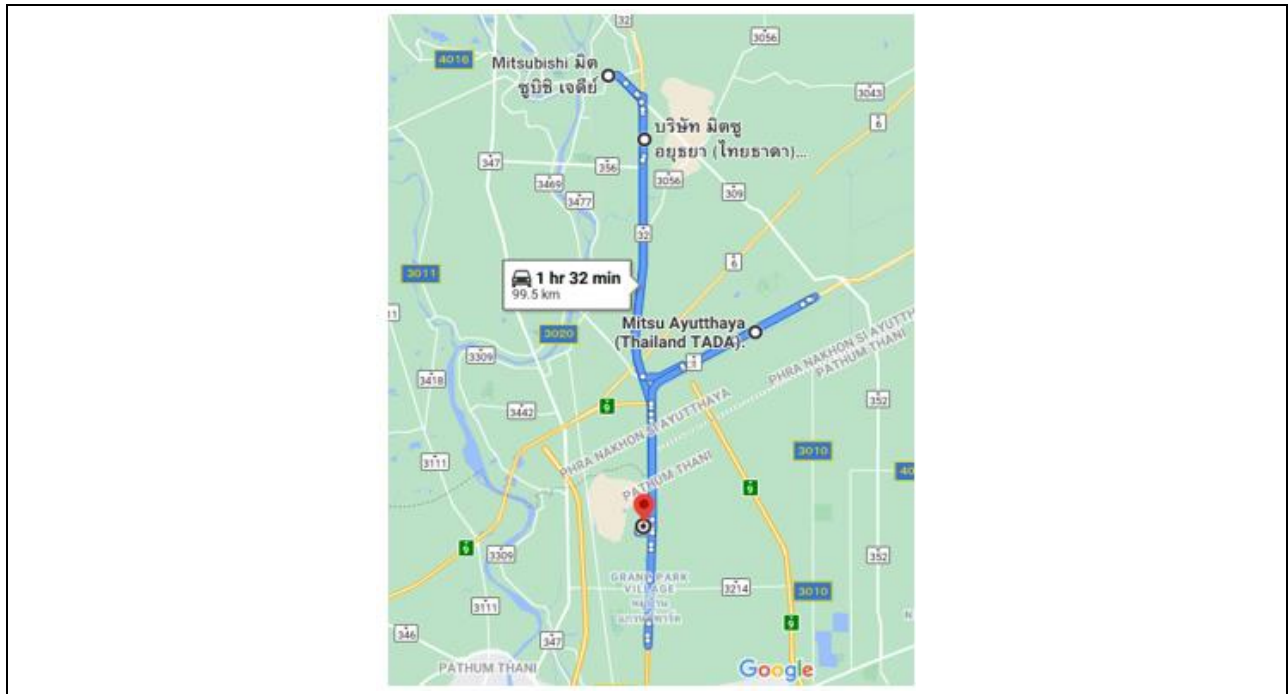 32
3056
4016
Mitsubishi มิต
ซูบิชิ เจดีย์
3043
6
บริษัท มิตซู
อยุธยา (ไทยธาดา)...
347
356
3056
3469
309
3477
32
6
3011
1 hr 32 min
99.5 km
Mitsu Ayutthaya
(Thailand TADA).
3020
3309
PHRA NAKHON SI AYUTTH
PATHUM THANI
3418
352
9
3442
PHRA NAKHON SI AYUTTHAYA
3111
PATHUM THANI
3010
40
9
9
3309
352
GRAND PARK
VILLAGE
3214
3010
3111
9
346
347
PATHUM THANI
Google